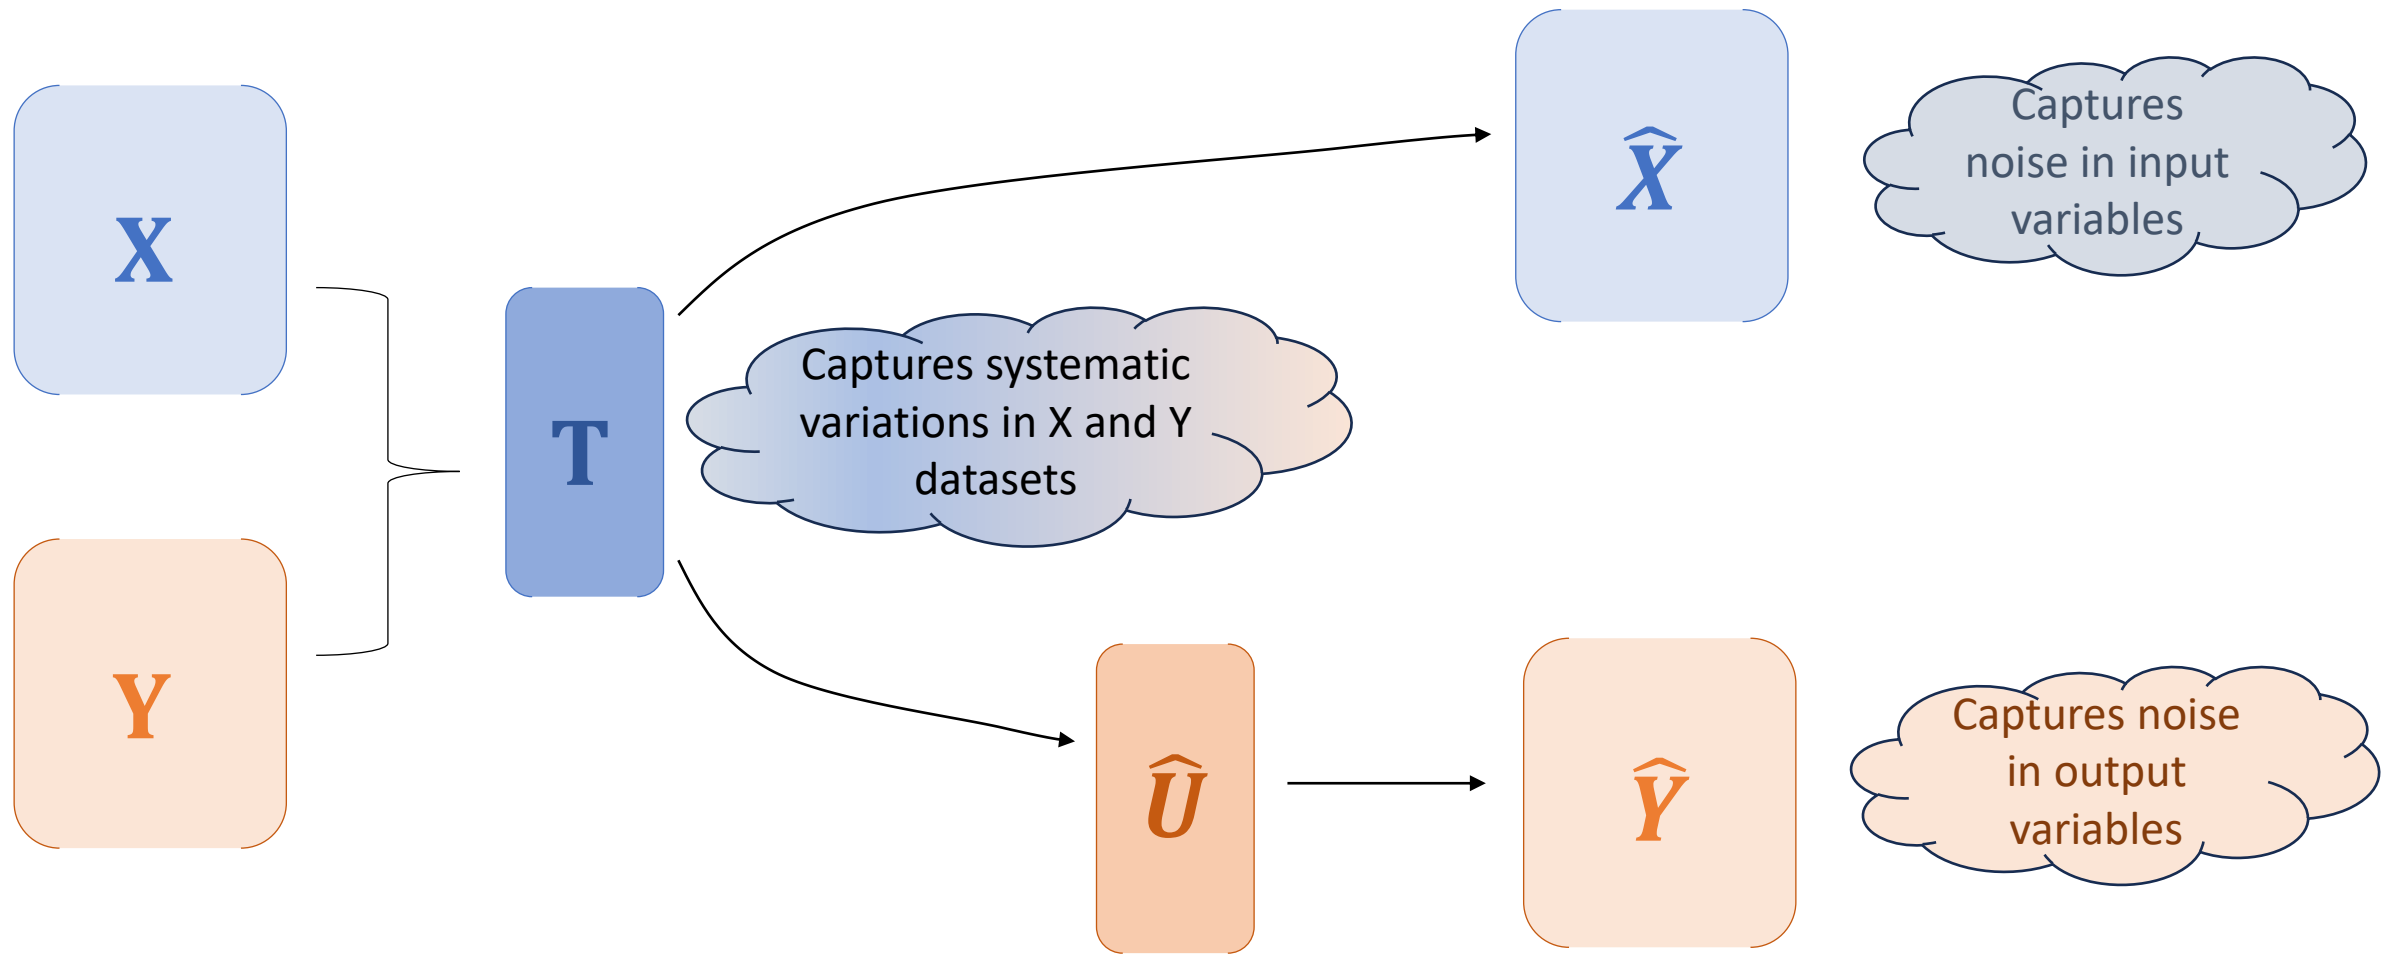 X
X̂
Captures
noise in input
variables
T
Captures systematic
variations in X and Y
datasets
Y
Û
Ŷ
Captures noise
in output
variables